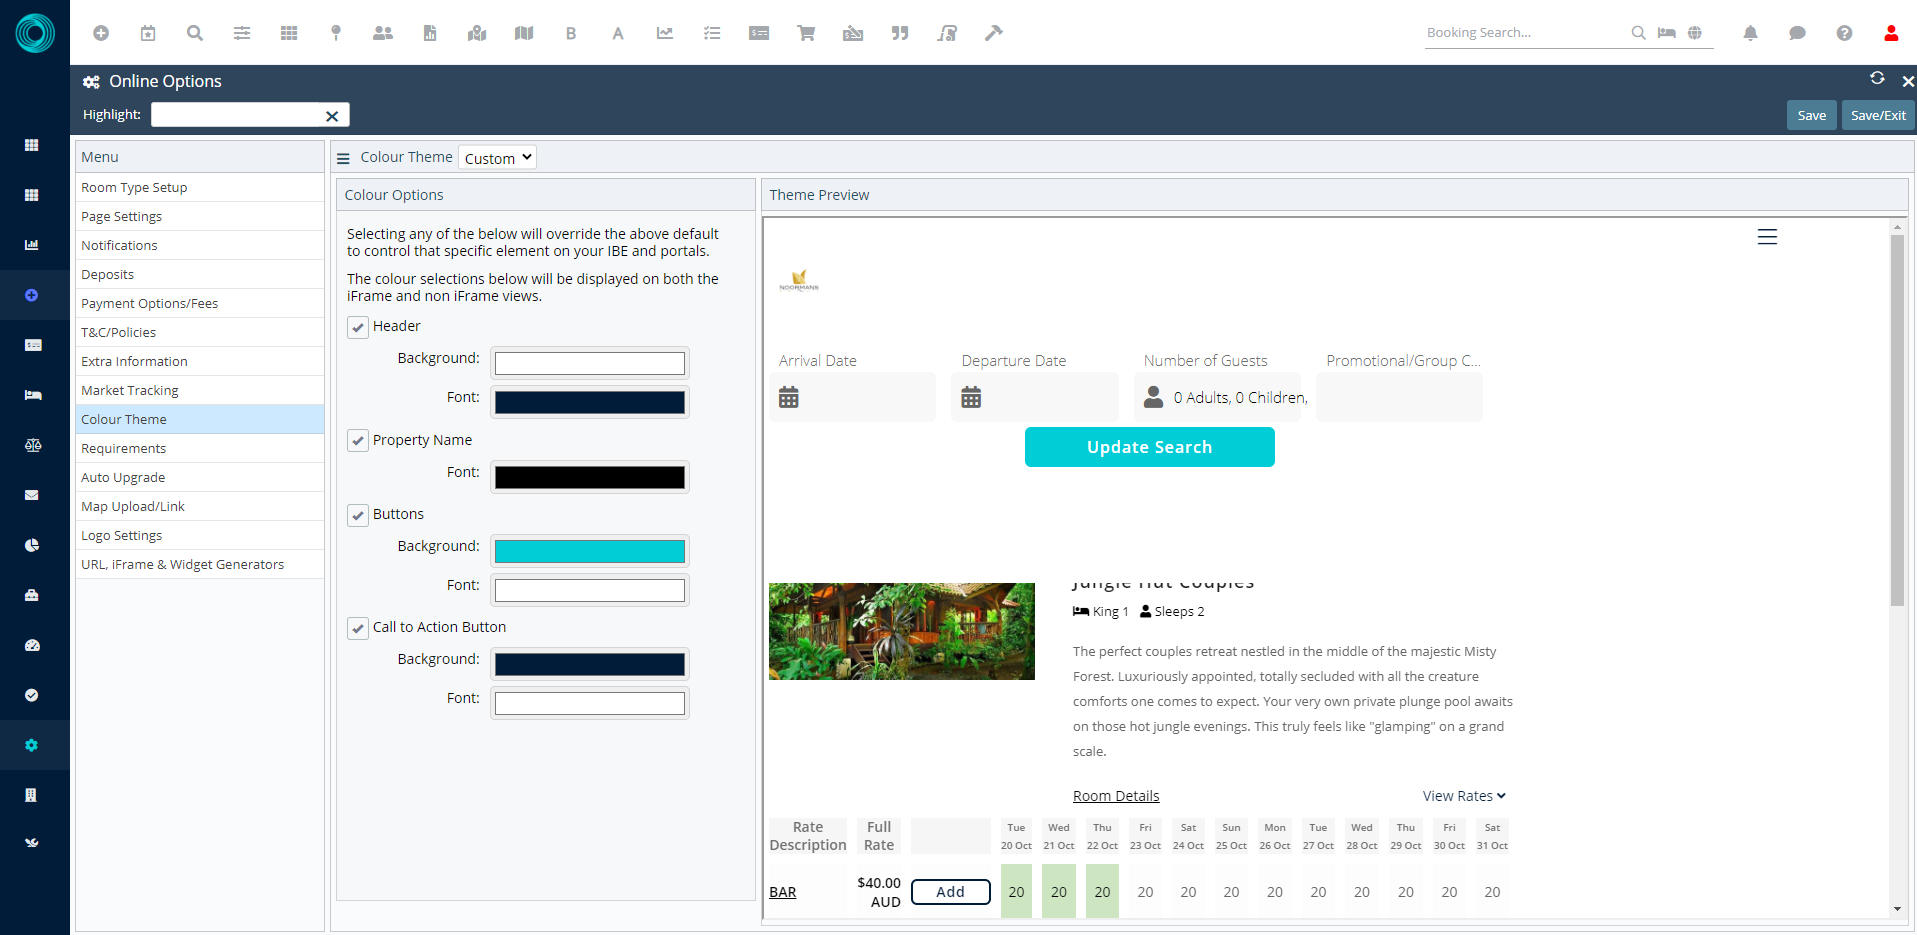 Booking Search...
Online Options
Highlight:
Save
Save/Exit
Menu
Room Type Setup
Page Settings
Notifications
Deposits
Payment Options/Fees
T&C/Policies
Extra Information
Market Tracking
Colour Theme
Requirements
Auto Upgrade
Map Upload/Link
Logo Settings
URL, iFrame & Widget Generators
Colour Theme Custom
Colour Options
Selecting any of the below will override the above default
to control that specific element on your IBE and portals.
The colour selections below will be displayed on both the
iFrame and non iFrame views.
Header
Background:
Font:
Property Name
Font:
Buttons
Background:
Font:
Call to Action Button
Background:
Font:
Theme Preview
NOORMANS
Arrival Date Departure Date Number of Guests Promotional/Group C...
0 Adults, 0 Children,
Update Search
Jungle Hut Couples
King 1 Sleeps 2
The perfect couples retreat nestled in the middle of the majestic Misty
Forest. Luxuriously appointed, totally secluded with all the creature
comforts one comes to expect. Your very own private plunge pool awaits
on those hot jungle evenings. This truly feels like "glamping" on a grand
scale.
Room Details View Rates
Rate Full Tue Wed Thu Fri Sat Sun Mon Tue Wed Thu Fri Sat
Description Rate 20 Oct 21 Oct 22 Oct 23 Oct 24 Oct 25 Oct 26 Oct 27 Oct 28 Oct 29 Oct 30 Oct 31 Oct
BAR $40.00 Add 20 20 20 20 20 20 20 20 20 20 20 20
AUD